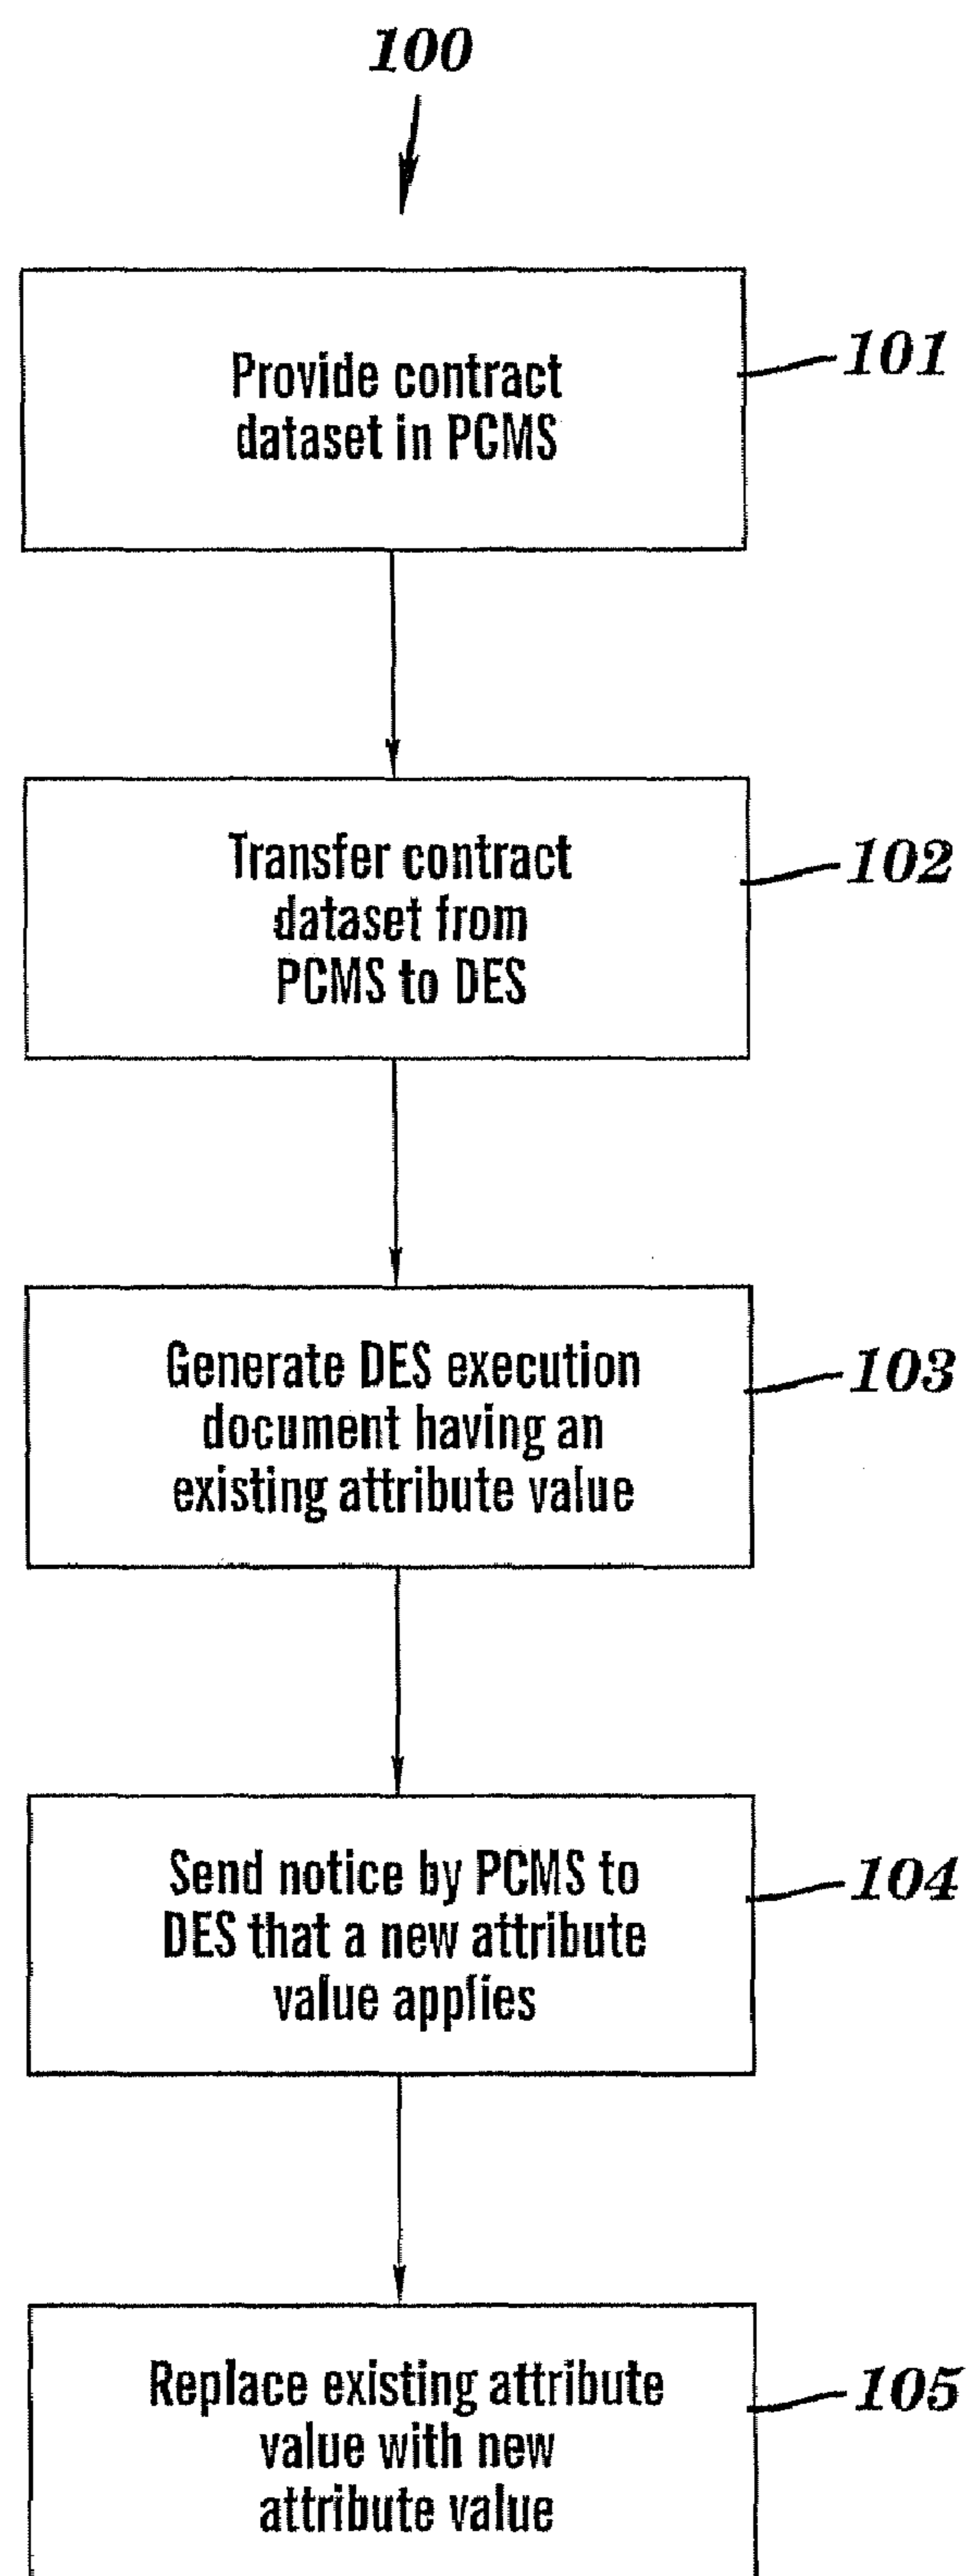 100
Provide contract
dataset in PCMS
101
Transfer contract
dataset from
PCMS to DES
102
Generate DES execution
document having an
existing attribute value
103
Send notice by PCMS to
DES that a new attribute
value applies
104
Replace existing attribute
value with new
attribute value
105